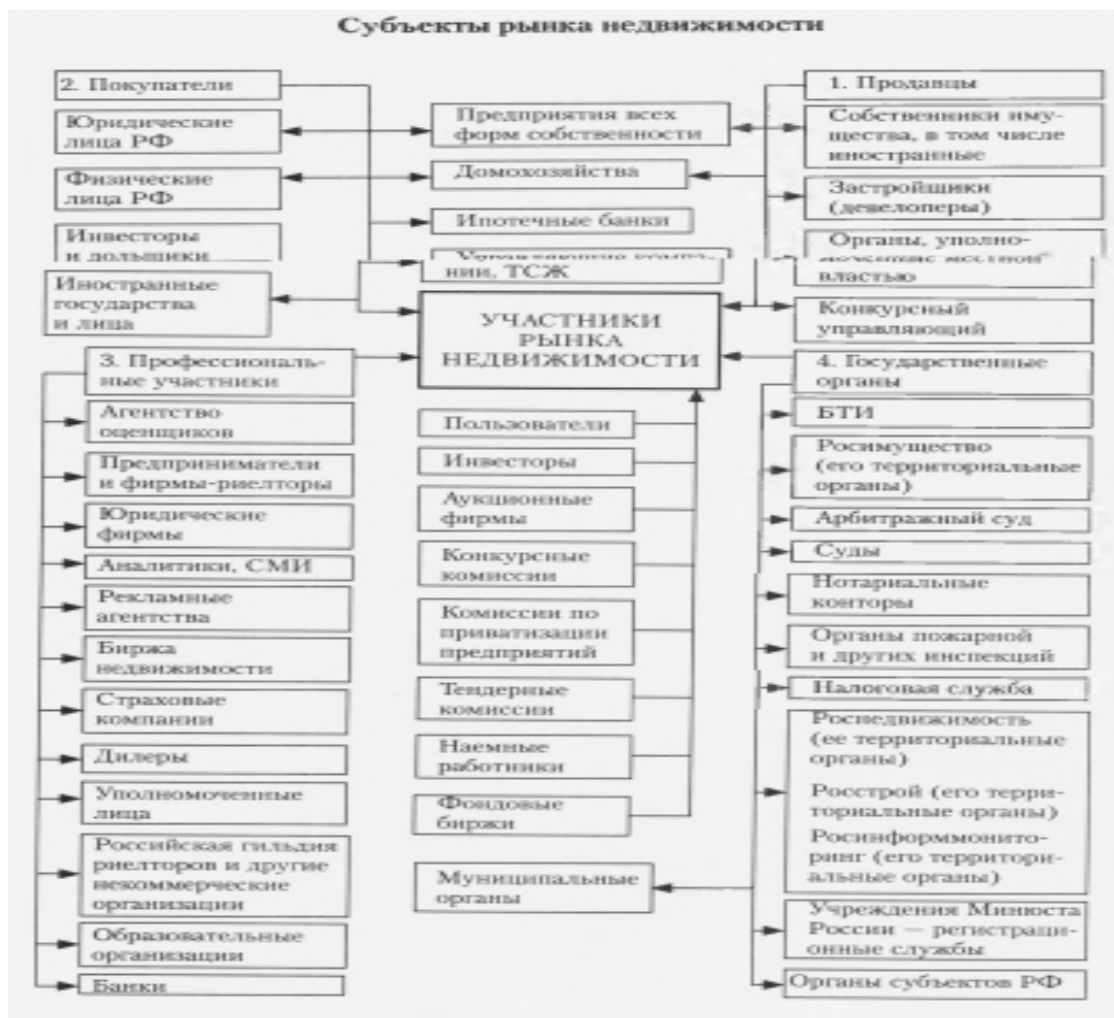 Субъекты рынка недвижимости
2. Покупатели
Юридические
лица РФ
Физические
лица РФ
Инвесторы
и дольщики
Иностранные
государства
и лица
Предприятия всех
форм собственности
Домохозяйства
Ипотечные банки
нии, ТСЖ
УЧАСТНИКИ
РЫНКА
НЕДВИЖИМОСТИ
1. Продавцы
Собственники иму-
щества, в том числе
иностранные
Застройщики
(девелоперы)
Органы, уполно-
властью
Конкурсный
управляющий
3. Профессиональ-
ные участники
Агентство
оценщиков
Предприниматели
и фирмы-риелторы
Юридические
фирмы
Аналитики, СМИ
Рекламные
агентства
Биржа
недвижимости
Страховые
компании
Дилеры
Уполномоченные
лица
Российская гильдия
риелторов и другие
некоммерческие
организации
Образовательные
организации
Банки
Пользователи
Инвесторы
Аукционные
фирмы
Конкурсные
комиссии
Комиссии по
приватизации
предприятий
Тендерные
комиссии
Наемные
работники
Фондовые
биржи
Муниципальные
органы
4. Государственные
органы
БТИ
Росимущество
(его территориальные
органы)
Арбитражный суд
Суды
Нотариальные
конторы
Органы пожарной
и других инспекций
Налоговая служба
Роснедвижимость
(ее территориальные
органы)
Росстрой (его терри-
ториальные органы)
Росинформмонито-
ринг (его территори-
альные органы)
Учреждения Минюста
России — регистраци-
онные службы
Органы субъектов РФ